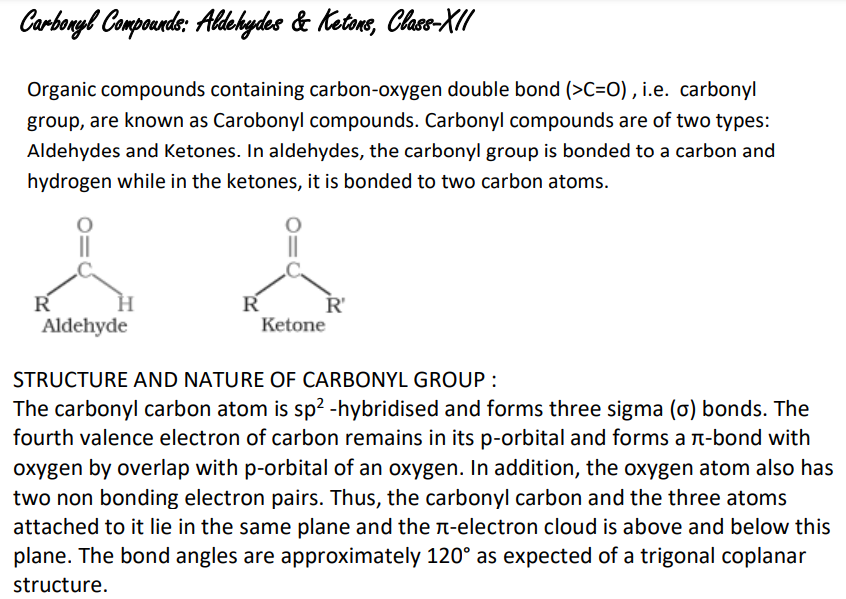 Carbonyl Compounds: Aldehydes & Ketons, Class-XII
Organic compounds containing carbon-oxygen double bond (>C=O) , i.e. carbonyl
group, are known as Carobonyl compounds. Carbonyl compounds are of two types:
Aldehydes and Ketones. In aldehydes, the carbonyl group is bonded to a carbon and
hydrogen while in the ketones, it is bonded to two carbon atoms.
O O
C C
R H R R'
Aldehyde Ketone
STRUCTURE AND NATURE OF CARBONYL GROUP :
The carbonyl carbon atom is sp² -hybridised and forms three sigma (σ) bonds. The
fourth valence electron of carbon remains in its p-orbital and forms a π-bond with
oxygen by overlap with p-orbital of an oxygen. In addition, the oxygen atom also has
two non bonding electron pairs. Thus, the carbonyl carbon and the three atoms
attached to it lie in the same plane and the π-electron cloud is above and below this
plane. The bond angles are approximately 120° as expected of a trigonal coplanar
structure.